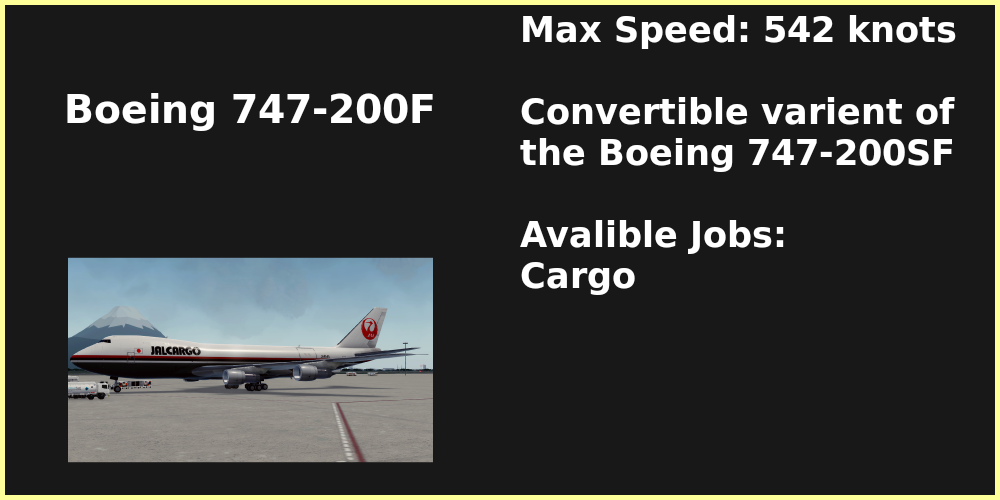 Boeing 747-200F
JALCARGO
Max Speed: 542 knots
Convertible varient of
the Boeing 747-200SF
Avalible Jobs:
Cargo